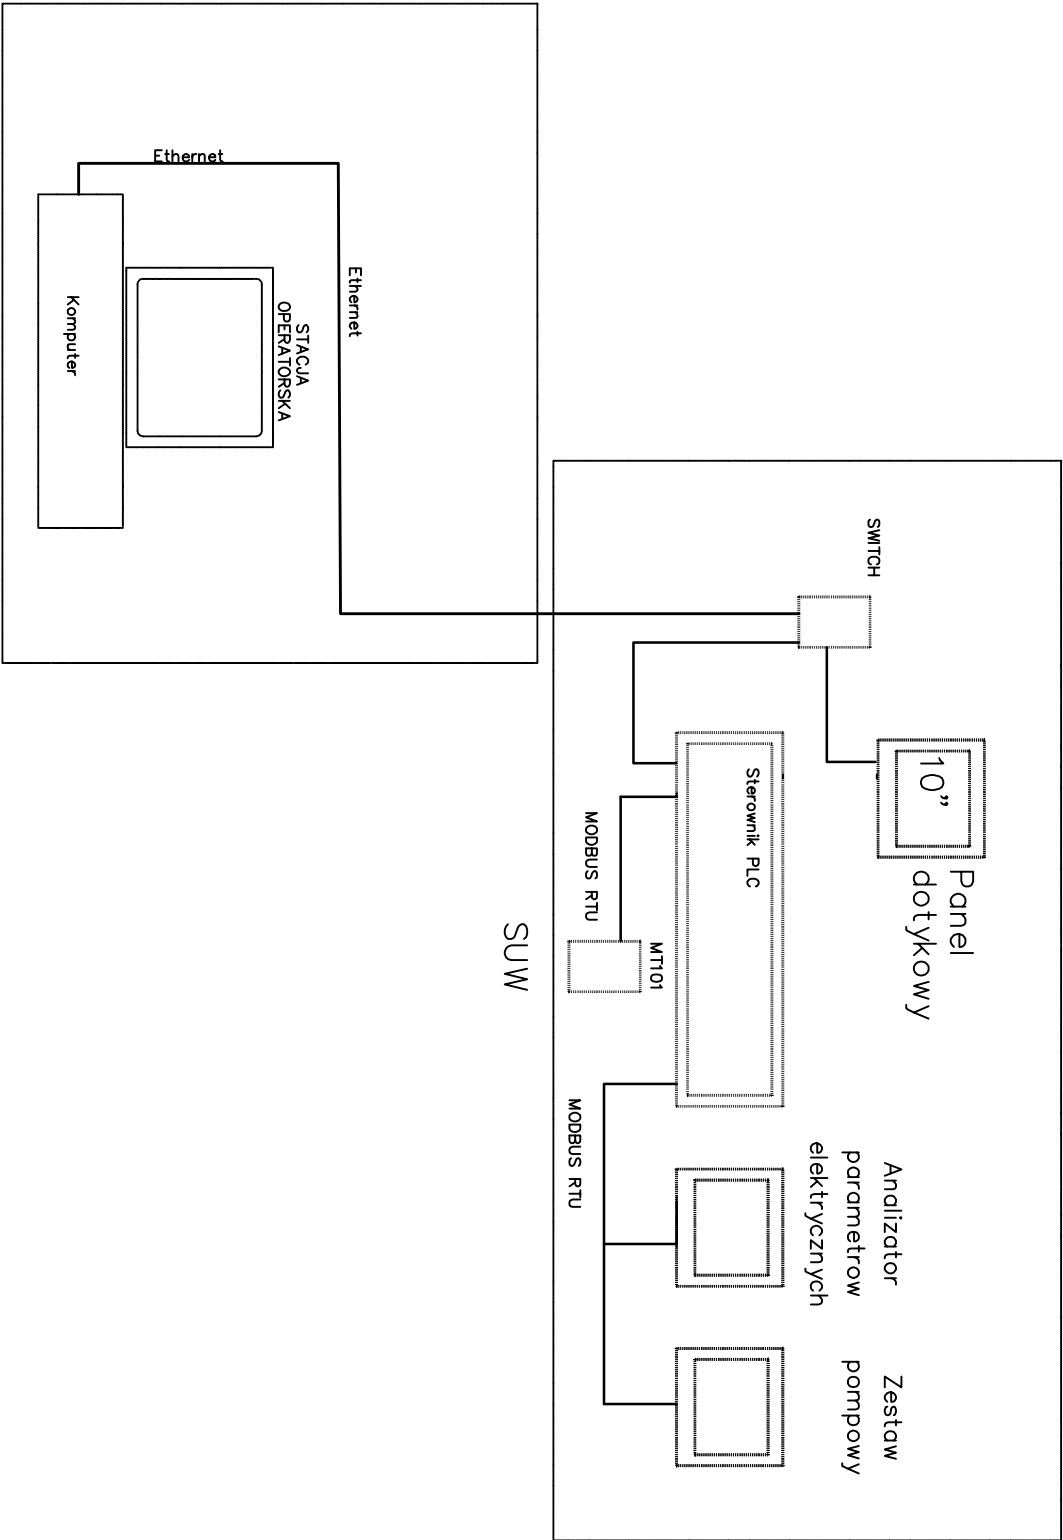 Ethernet
Ethernet
STACJA
OPERATORSKA
Komputer
SWITCH
10"
Panel
dotykowy
Sterownik PLC
MODBUS RTU
MT101
SUW
MODBUS RTU
Analizator
parametrow
elektrycznych
Zestaw
pompowy